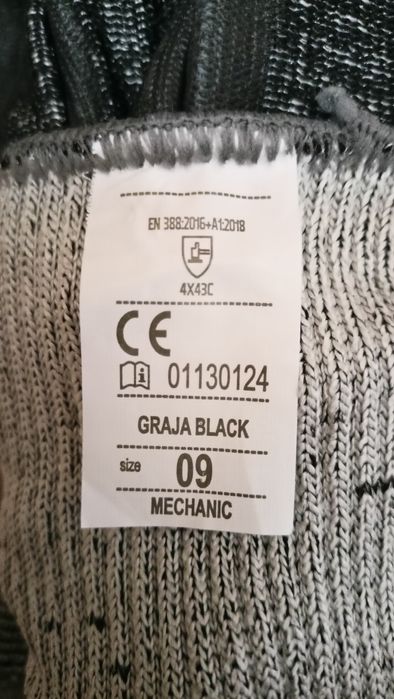 EN 388:2016+A1:2018
4X43C
CE
01130124
GRAJA BLACK
size 09
MECHANIC